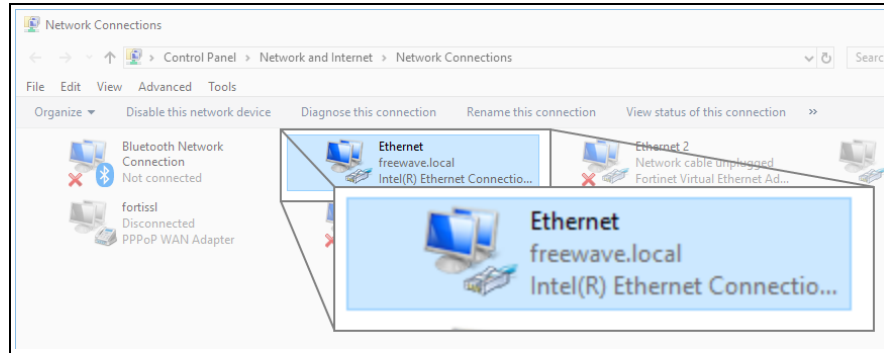 Network Connections
Control Panel > Network and Internet > Network Connections
Searc
File Edit View Advanced Tools
Organize Disable this network device Diagnose this connection Rename this connection View status of this connection »
Bluetooth Network
Connection
Not connected
Ethernet
freewave.local
Intel(R) Ethernet Connectio...
Ethernet 2
Network cable unplugged
Fortinet Virtual Ethernet Ad...
fortissl
Disconnected
PPPoP WAN Adapter
Ethernet
freewave.local
Intel(R) Ethernet Connectio...